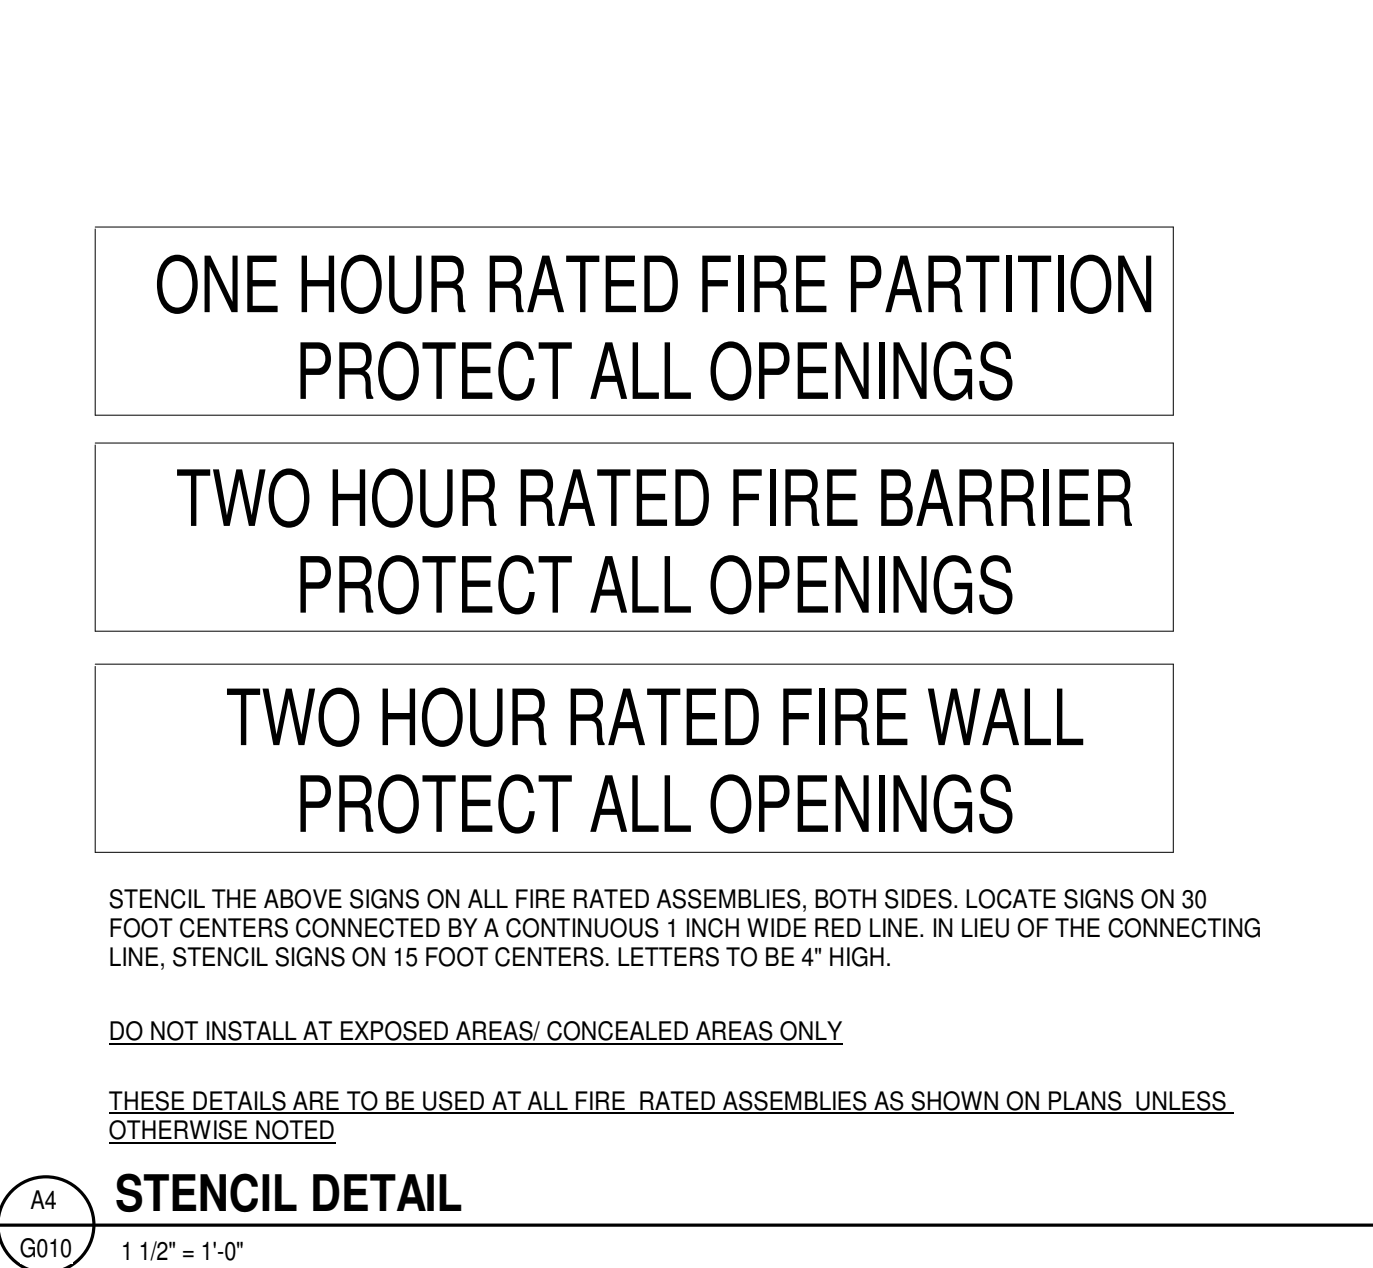 ONE HOUR RATED FIRE PARTITION
PROTECT ALL OPENINGS
TWO HOUR RATED FIRE BARRIER
PROTECT ALL OPENINGS
TWO HOUR RATED FIRE WALL
PROTECT ALL OPENINGS
STENCIL THE ABOVE SIGNS ON ALL FIRE RATED ASSEMBLIES, BOTH SIDES. LOCATE SIGNS ON 30
FOOT CENTERS CONNECTED BY A CONTINUOUS 1 INCH WIDE RED LINE. IN LIEU OF THE CONNECTING
LINE, STENCIL SIGNS ON 15 FOOT CENTERS. LETTERS TO BE 4" HIGH.
DO NOT INSTALL AT EXPOSED AREAS/ CONCEALED AREAS ONLY
THESE DETAILS ARE TO BE USED AT ALL FIRE RATED ASSEMBLIES AS SHOWN ON PLANS UNLESS
OTHERWISE NOTED
A4
STENCIL DETAIL
G010
1 1/2" = 1'-0"